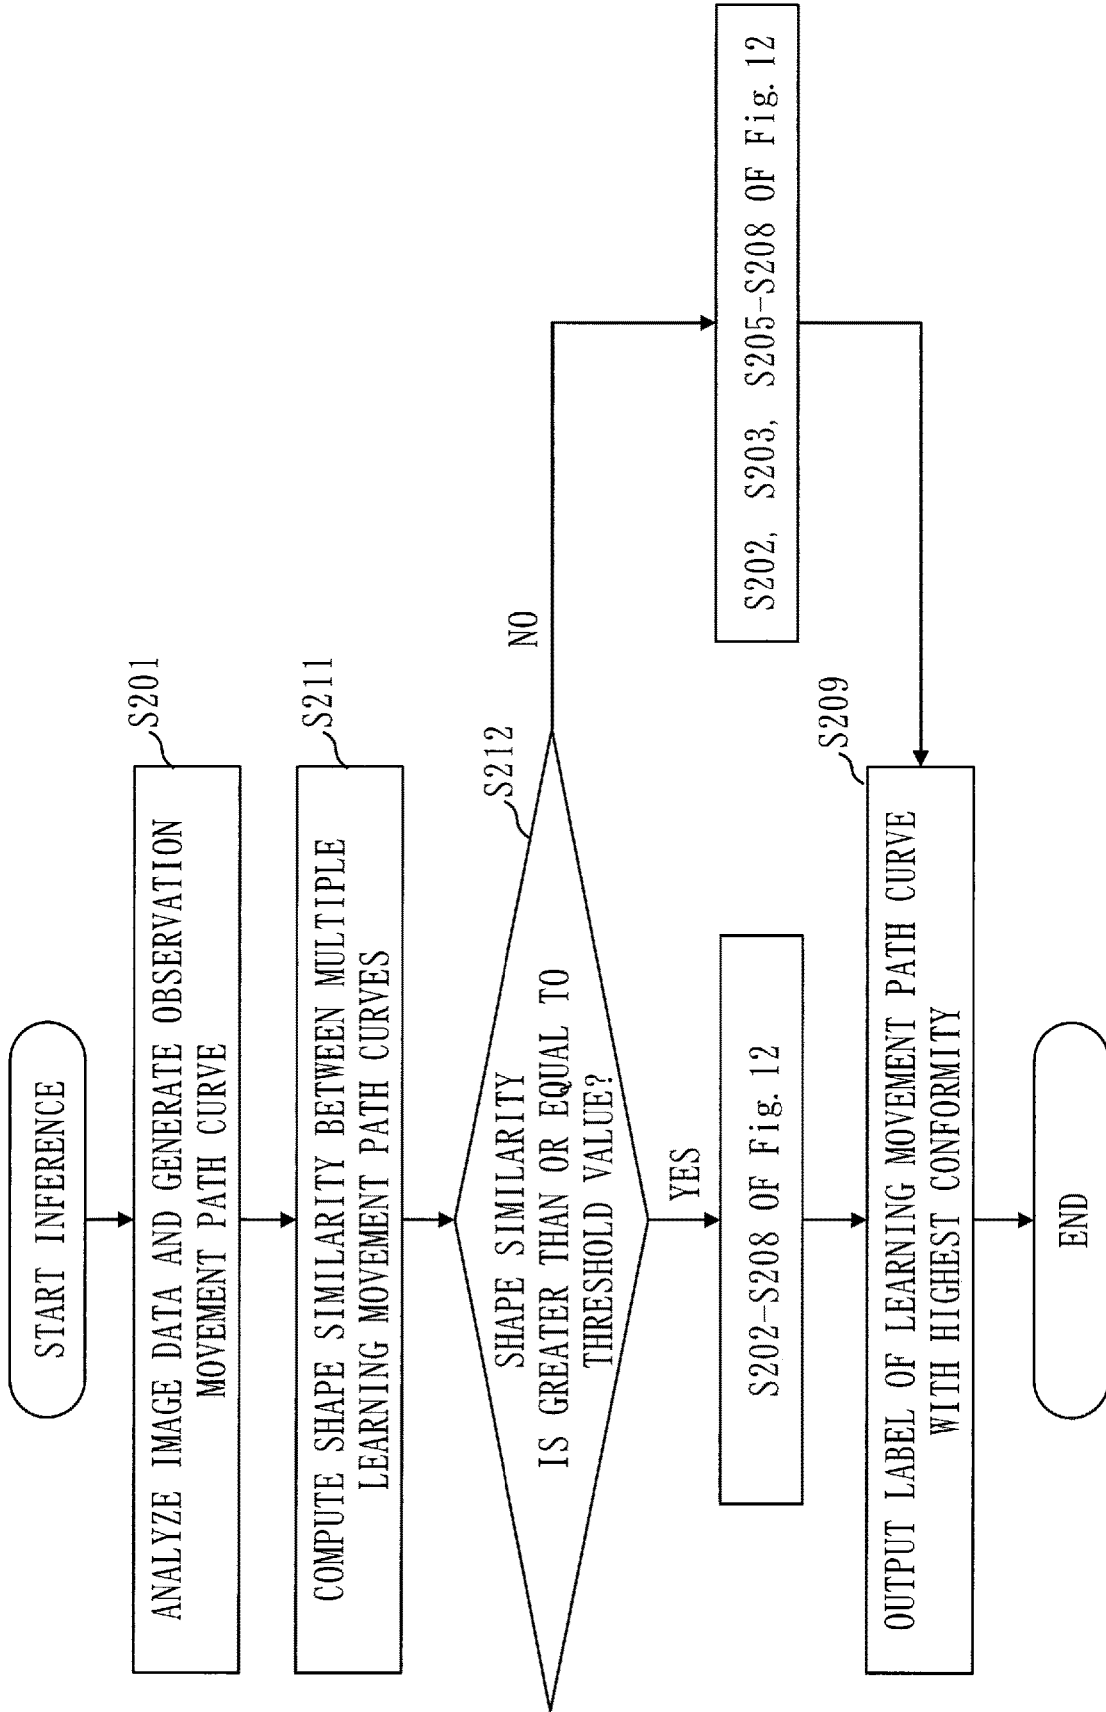 START INFERENCE
S201
ANALYZE IMAGE DATA AND GENERATE OBSERVATION
MOVEMENT PATH CURVE
S211
COMPUTE SHAPE SIMILARITY BETWEEN MULTIPLE
LEARNING MOVEMENT PATH CURVES
S212
SHAPE SIMILARITY
IS GREATER THAN OR EQUAL TO
THRESHOLD VALUE?
NO
YES
S202-S208 OF Fig. 12
S202, S203, S205-S208 OF Fig. 12
S209
OUTPUT LABEL OF LEARNING MOVEMENT PATH CURVE
WITH HIGHEST CONFORMITY
END